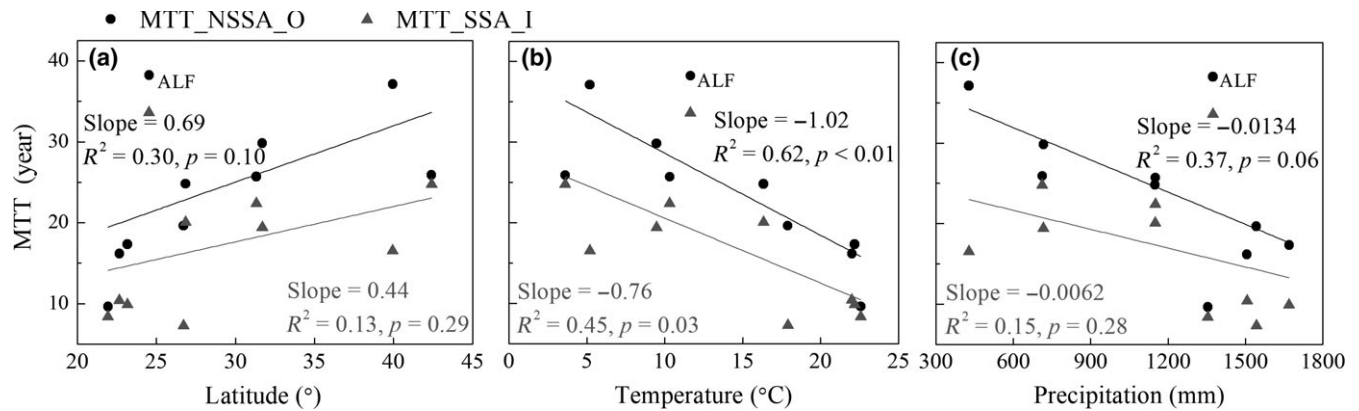 MTT_NSSA_O MTT_SSA_I
(a)
ALF
Slope = 0.69
R² = 0.30, p = 0.10
Slope = 0.44
R² = 0.13, p = 0.29
(b)
ALF
Slope = −1.02
R² = 0.62, p < 0.01
Slope = −0.76
R² = 0.45, p = 0.03
(c)
ALF
Slope = −0.0134
R² = 0.37, p = 0.06
Slope = −0.0062
R² = 0.15, p = 0.28
MTT (year)
40
30
20
10
20 25 30 35 40 45
0 5 10 15 20 25
300 600 900 1200 1500 1800
Latitude (°) Temperature (°C) Precipitation (mm)